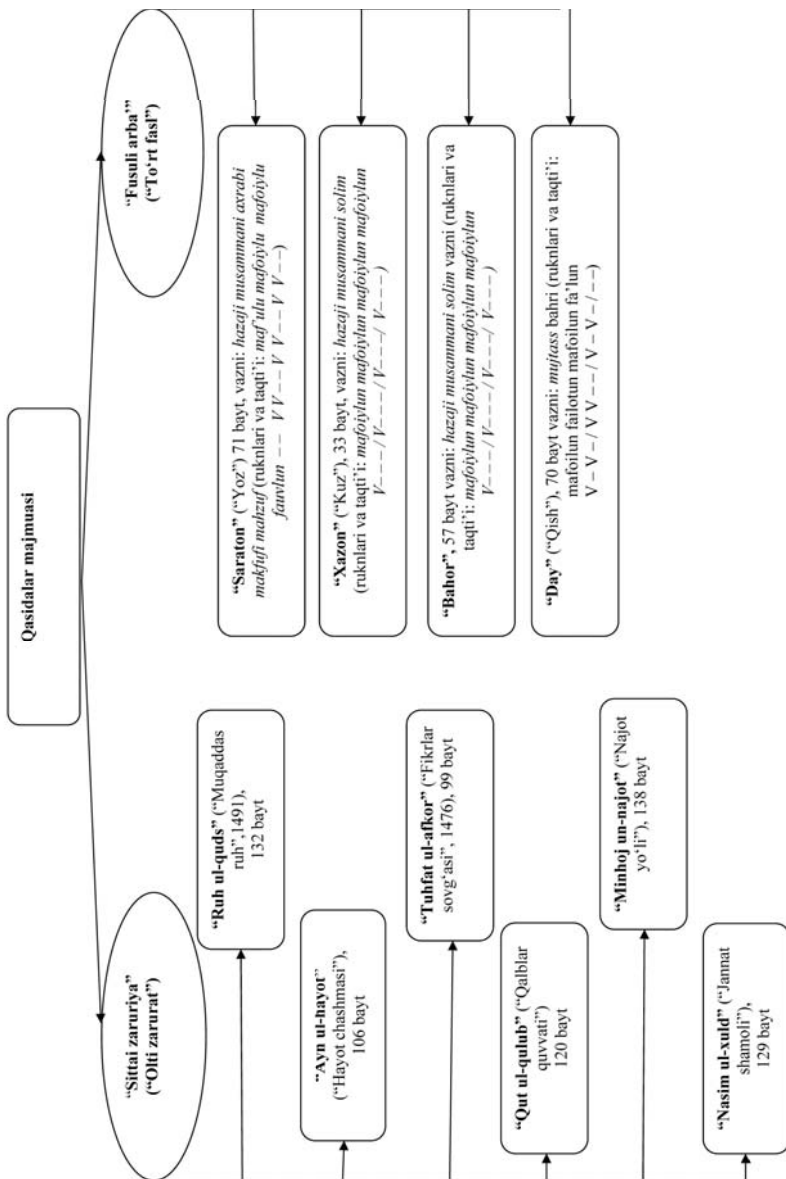 Qasidalar majmuasi
“Sittai zaruriya”
(“Olti zarurat”)
“Ruh ul-quds” (“Muqaddas
ruh”,1491),
132 bayt
“Ayn ul-hayot”
(“Hayot chashmasi”),
106 bayt
“Tuhfat ul-afkor” (“Fikrlar
sovg‘asi”, 1476), 99 bayt
“Qut ul-qulub” (“Qalblar
quvvati”)
120 bayt
“Minhoj un-najot” (“Najot
yo‘li”), 138 bayt
“Nasim ul-xuld” (“Jannat
shamoli”),
129 bayt
“Fusuli arba’”
(“To‘rt fasl”)
“Saraton” (“Yoz”) 71 bayt, vazni: hazaji musammani axrabi
makfufi mahzuf (ruknlari va taqti’i: maf’ulu mafoiylu mafoiylu
fauvlun – – V V – – V V – – V V – –)
“Xazon” (“Kuz”), 33 bayt, vazni: hazaji musammani solim
(ruknlari va taqti’i: mafoiylun mafoiylun mafoiylun mafoiylun
V – – – / V – – – / V – – – / V – – –)
“Bahor”, 57 bayt vazni: hazaji musammani solim vazni (ruknlari va
taqti’i: mafoiylun mafoiylun mafoiylun mafoiylun
V – – – / V – – – / V – – – / V – – – )
“Day” (“Qish”), 70 bayt vazni: mujtass bahri (ruknlari va taqti’i:
mafoilun failotun mafoilun fa’lun
V – V – / V V – – / V – V – / – –)